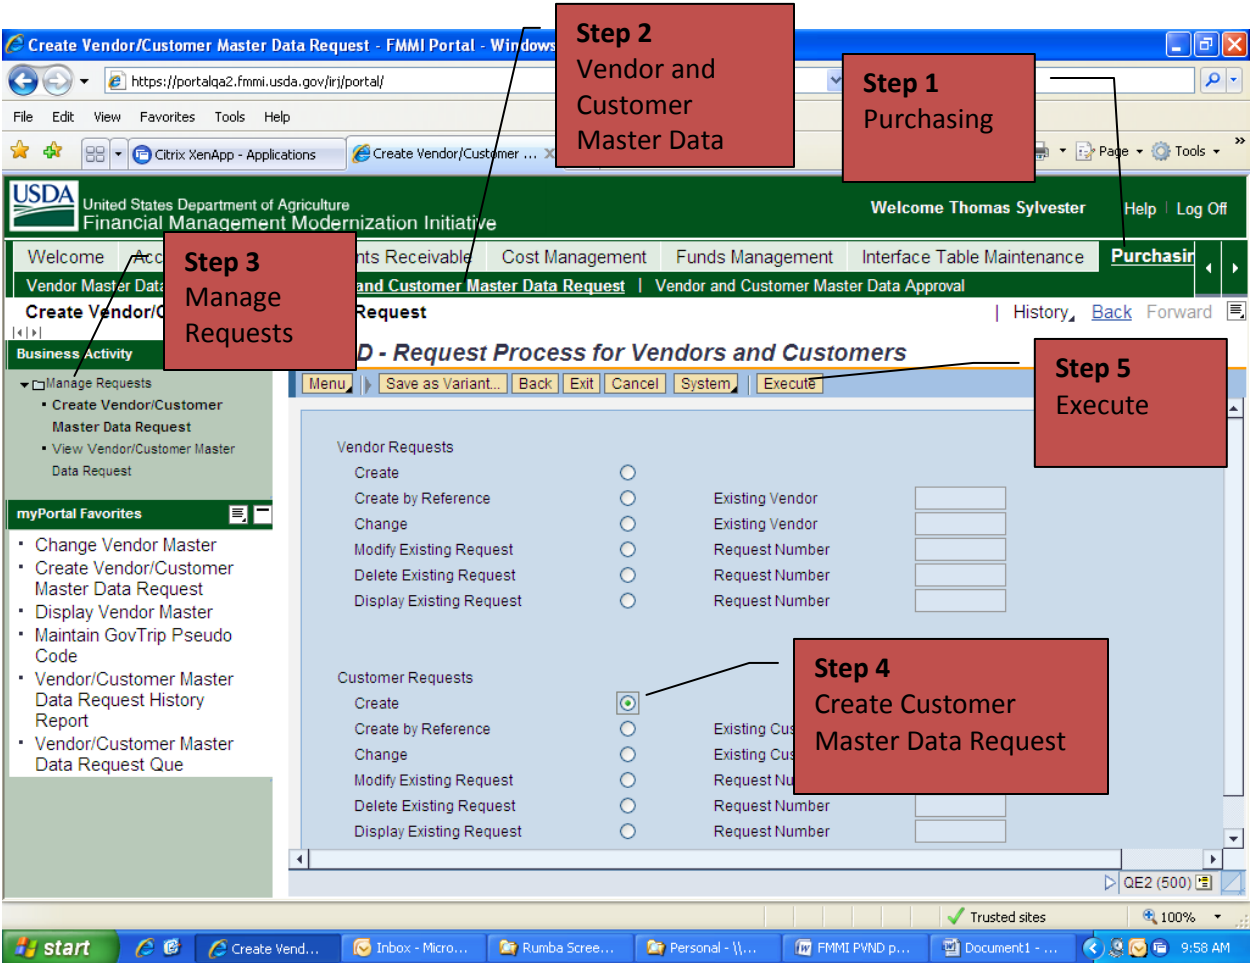 Create Vendor/Customer Master Data Request - FMMI Portal - Windows
Step 2
Vendor and
Customer
Master Data
Step 1
Purchasing
https://portalqa2.fmmi.usda.gov/irj/portal/
File Edit View Favorites Tools Help
Citrix XenApp - Applications
Create Vendor/Customer ...
Page
Tools
USDA
United States Department of Agriculture
Financial Management Modernization Initiative
Welcome Thomas Sylvester
Help
Log Off
Welcome
Cost Management
Funds Management
Interface Table Maintenance
Step 3
Manage
Requests
Vendor and Customer Master Data Approval
and Customer Master Data Request |
Request
| History Back Forward
Business Activity
- Request Process for Vendors and Customers
Step 5
Execute
Manage Requests
Create Vendor/Customer
Master Data Request
View Vendor/Customer Master
Data Request
Menu Save as Variant... Back Exit Cancel System Execute
myPortal Favorites
Change Vendor Master
Create Vendor/Customer
Master Data Request
Display Vendor Master
Maintain GovTrip Pseudo
Code
Vendor/Customer Master
Data Request History
Report
Vendor/Customer Master
Data Request Que
Vendor Requests
Create
Create by Reference Existing Vendor
Change Existing Vendor
Modify Existing Request Request Number
Delete Existing Request Request Number
Display Existing Request Request Number
Customer Requests
Create
Step 4
Create Customer
Master Data Request
Create by Reference Existing
Change Existing
Modify Existing Request Request
Delete Existing Request Request Number
Display Existing Request Request Number
QE2 (500)
Trusted sites
100%
start
Create Vend...
Inbox - Micro...
Rumba Scree...
Personal - \\...
FMMI PVND p...
Document1 - ...
9:58 AM